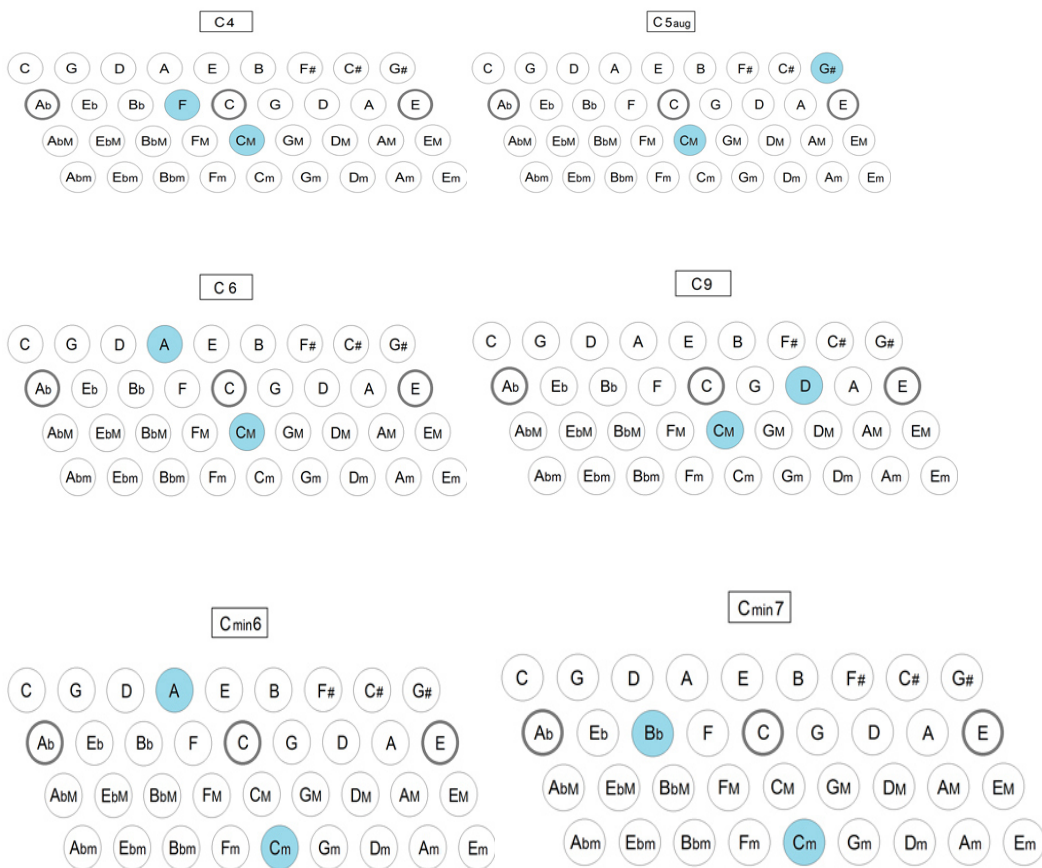 C4
C G D A E B F# C# G#
Ab Eb Bb F C G D A E
AbM EbM BbM FM CM GM DM AM EM
Abm Ebm Bbm Fm Cm Gm Dm Am Em
C5aug
C G D A E B F# C# G#
Ab Eb Bb F C G D A E
AbM EbM BbM FM CM GM DM AM EM
Abm Ebm Bbm Fm Cm Gm Dm Am Em
C6
C G D A E B F# C# G#
Ab Eb Bb F C G D A E
AbM EbM BbM FM CM GM DM AM EM
Abm Ebm Bbm Fm Cm Gm Dm Am Em
C9
C G D A E B F# C# G#
Ab Eb Bb F C G D A E
AbM EbM BbM FM CM GM DM AM EM
Abm Ebm Bbm Fm Cm Gm Dm Am Em
Cmin6
C G D A E B F# C# G#
Ab Eb Bb F C G D A E
AbM EbM BbM FM CM GM DM AM EM
Abm Ebm Bbm Fm Cm Gm Dm Am Em
Cmin7
C G D A E B F# C# G#
Ab Eb Bb F C G D A E
AbM EbM BbM FM CM GM DM AM EM
Abm Ebm Bbm Fm Cm Gm Dm Am Em